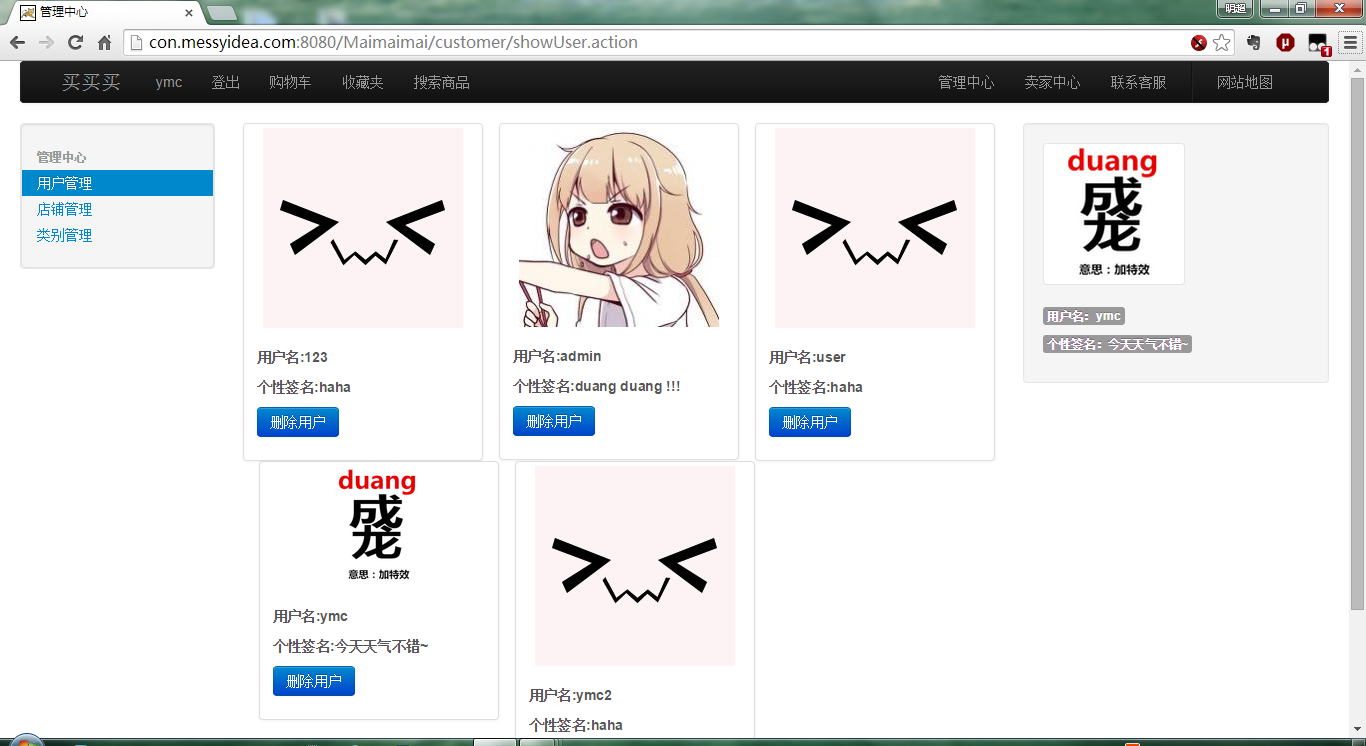 管理中心
明超
con.messyidea.com:8080/Maimaimai/customer/showUser.action
1
买买买 ymc 登出 购物车 收藏夹 搜索商品 管理中心 卖家中心 联系客服 网站地图
管理中心
用户管理
店铺管理
类别管理
用户名:123
个性签名:haha
删除用户
用户名:admin
个性签名:duang duang !!!
删除用户
用户名:user
个性签名:haha
删除用户
duang
成
龙
意思：加特效
用户名:ymc
个性签名:今天天气不错~
删除用户
用户名:ymc2
个性签名:haha
duang
成
龙
意思：加特效
用户名：ymc
个性签名：今天天气不错~